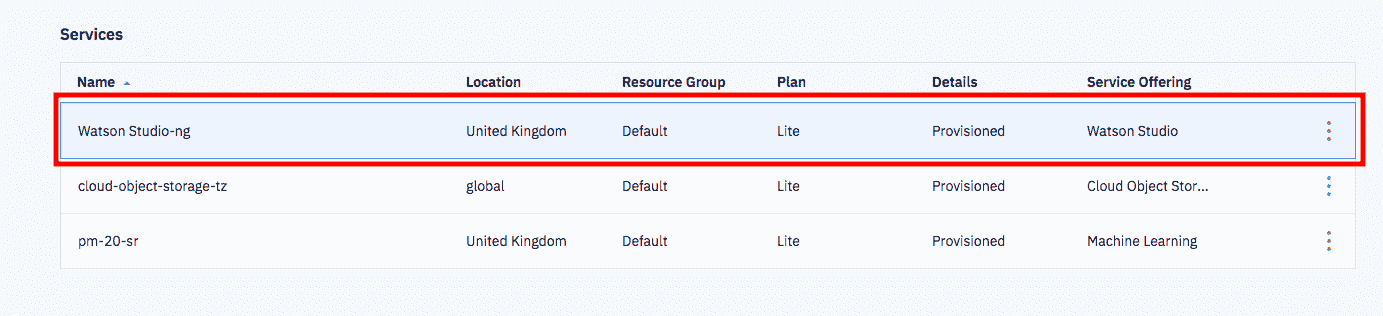 Services
Name Location Resource Group Plan Details Service Offering
Watson Studio-ng United Kingdom Default Lite Provisioned Watson Studio
cloud-object-storage-tz global Default Lite Provisioned Cloud Object Stor...
pm-20-sr United Kingdom Default Lite Provisioned Machine Learning